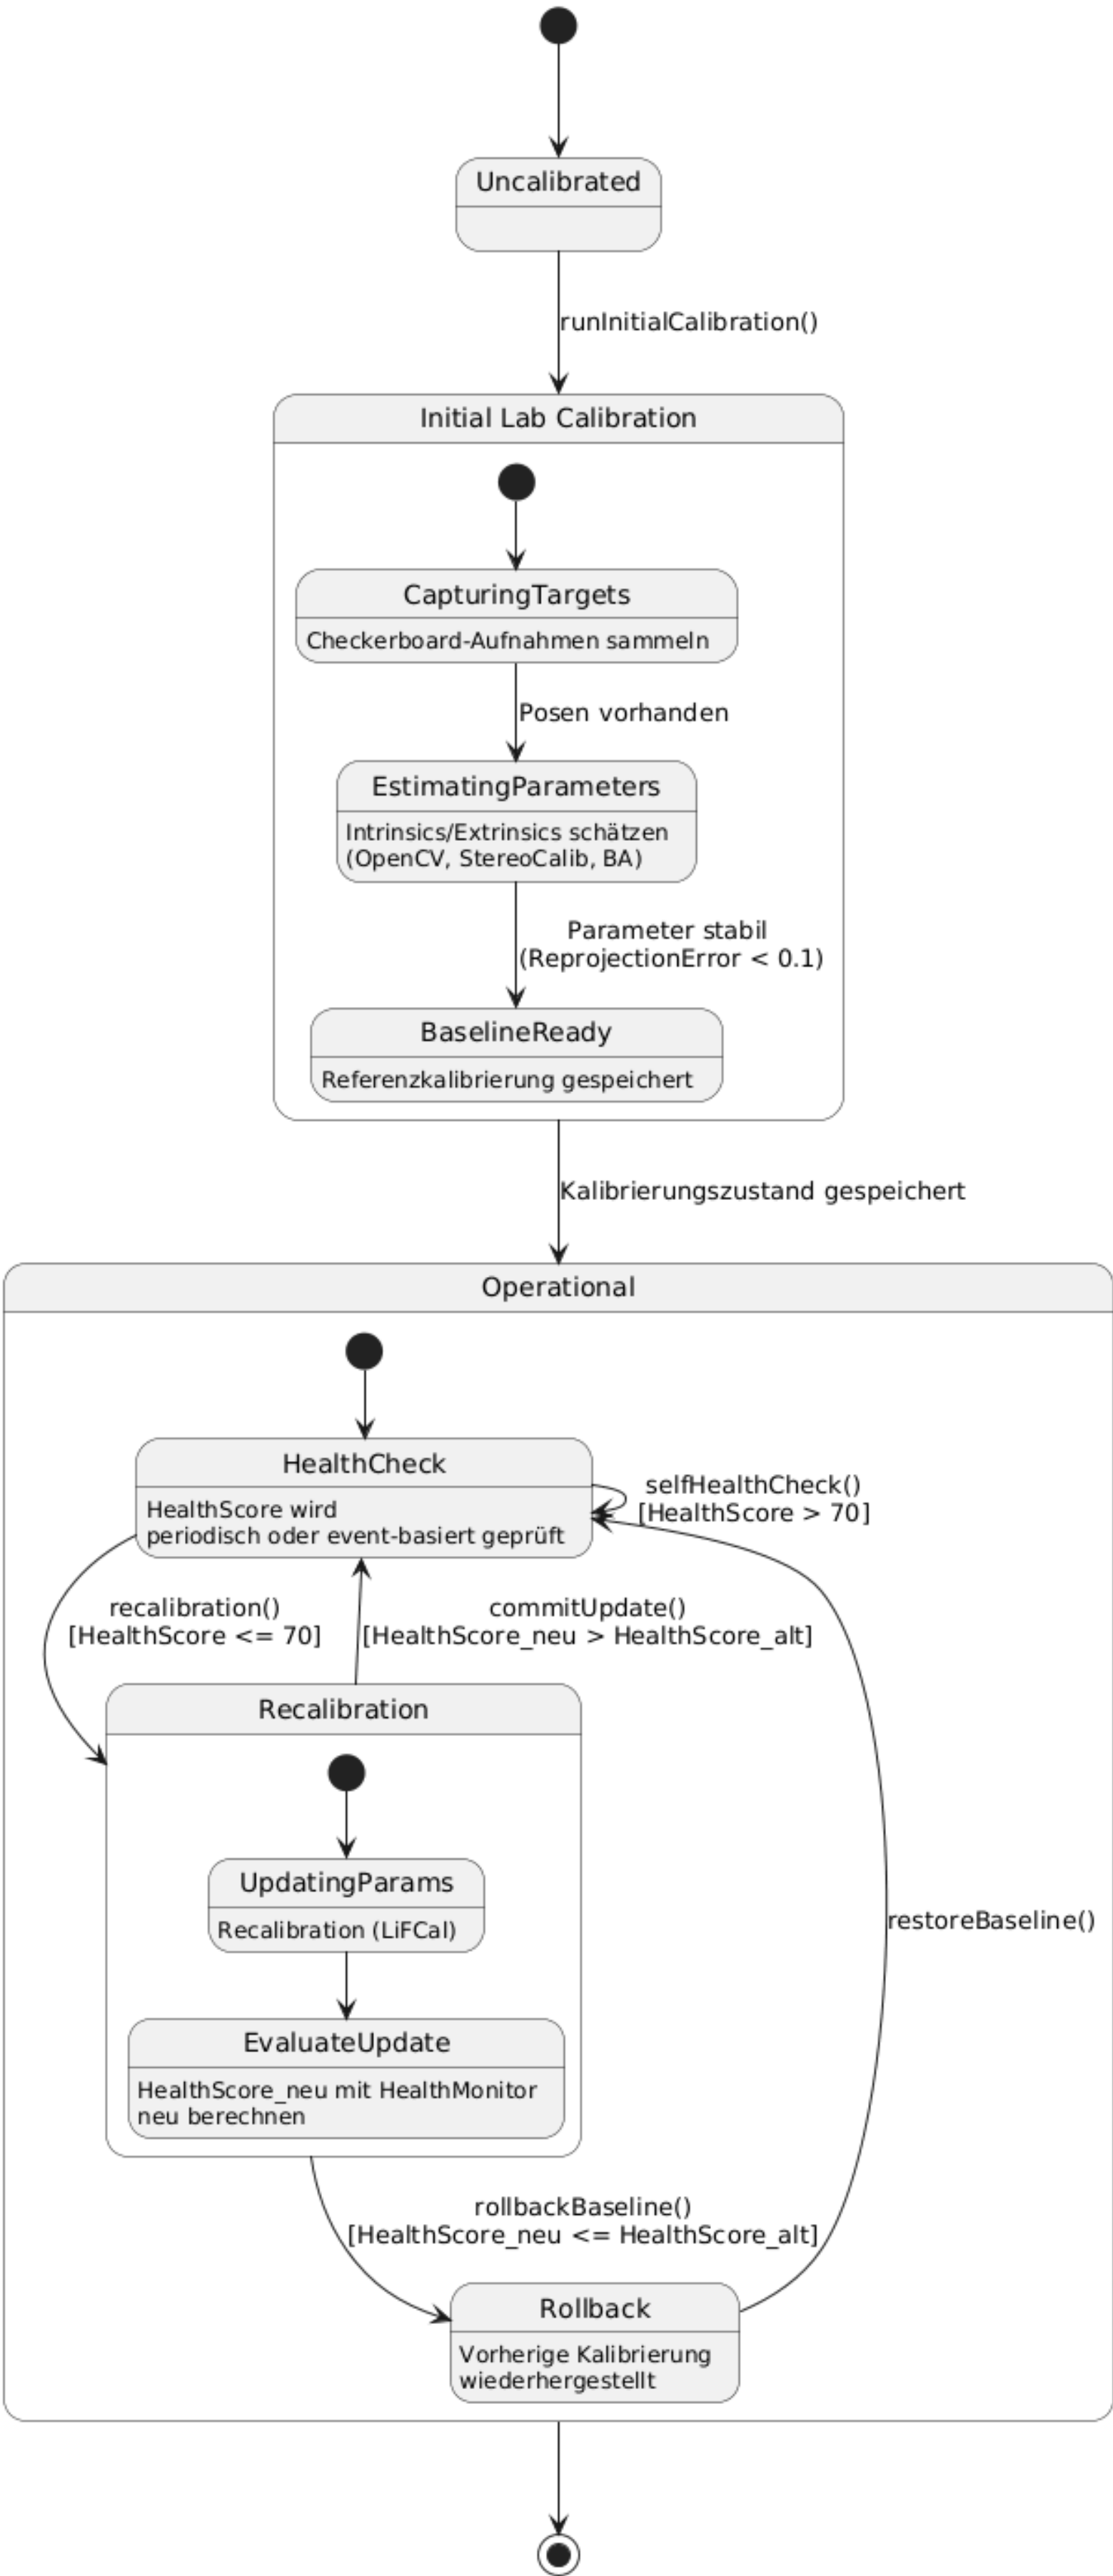 Uncalibrated
runInitialCalibration()
Initial Lab Calibration
CapturingTargets
Checkerboard-Aufnahmen sammeln
Posen vorhanden
EstimatingParameters
Intrinsics/Extrinsics schätzen
(OpenCV, StereoCalib, BA)
Parameter stabil
(ReprojectionError < 0.1)
BaselineReady
Referenzkalibrierung gespeichert
Kalibrierungszustand gespeichert
Operational
HealthCheck
HealthScore wird
periodisch oder event-basiert geprüft
selfHealthCheck()
[HealthScore > 70]
recalibration()
[HealthScore <= 70]
commitUpdate()
[HealthScore_neu > HealthScore_alt]
Recalibration
UpdatingParams
Recalibration (LiFCal)
restoreBaseline()
EvaluateUpdate
HealthScore_neu mit HealthMonitor
neu berechnen
rollbackBaseline()
[HealthScore_neu <= HealthScore_alt]
Rollback
Vorherige Kalibrierung
wiederhergestellt